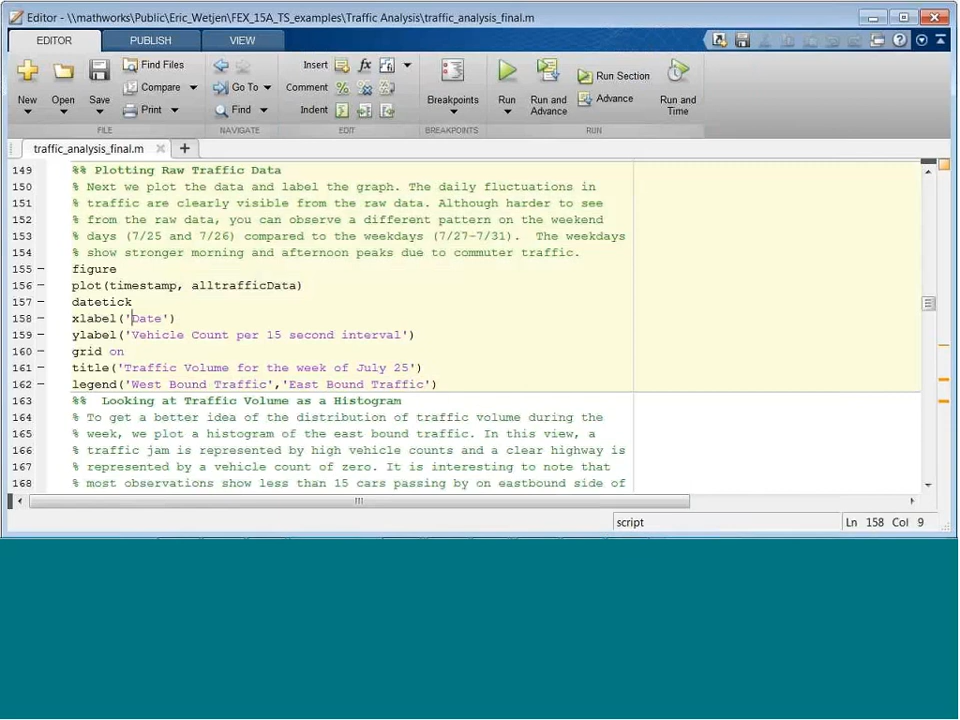 Editor - \\mathworks\Public\Eric_Wetjen\FEX_15A_TS_examples\Traffic Analysis\traffic_analysis_final.m
EDITOR PUBLISH VIEW
Find Files Insert fx
New Open Save Compare Go To Comment Breakpoints Run Run and Advance Run Section Run and Time
Print Find Indent Advance
FILE NAVIGATE EDIT BREAKPOINTS RUN
traffic_analysis_final.m
149 %% Plotting Raw Traffic Data
150 % Next we plot the data and label the graph. The daily fluctuations in
151 % traffic are clearly visible from the raw data. Although harder to see
152 % from the raw data, you can observe a different pattern on the weekend
153 % days (7/25 and 7/26) compared to the weekdays (7/27-7/31).  The weekdays
154 % show stronger morning and afternoon peaks due to commuter traffic.
155 – figure
156 – plot(timestamp, alltrafficData)
157 – datetick
158 – xlabel('Date')
159 – ylabel('Vehicle Count per 15 second interval')
160 – grid on
161 – title('Traffic Volume for the week of July 25')
162 – legend('West Bound Traffic','East Bound Traffic')
163 %%  Looking at Traffic Volume as a Histogram
164 % To get a better idea of the distribution of traffic volume during the
165 % week, we plot a histogram of the east bound traffic. In this view, a
166 % traffic jam is represented by high vehicle counts and a clear highway is
167 % represented by a vehicle count of zero. It is interesting to note that
168 % most observations show less than 15 cars passing by on eastbound side of
script Ln 158 Col 9